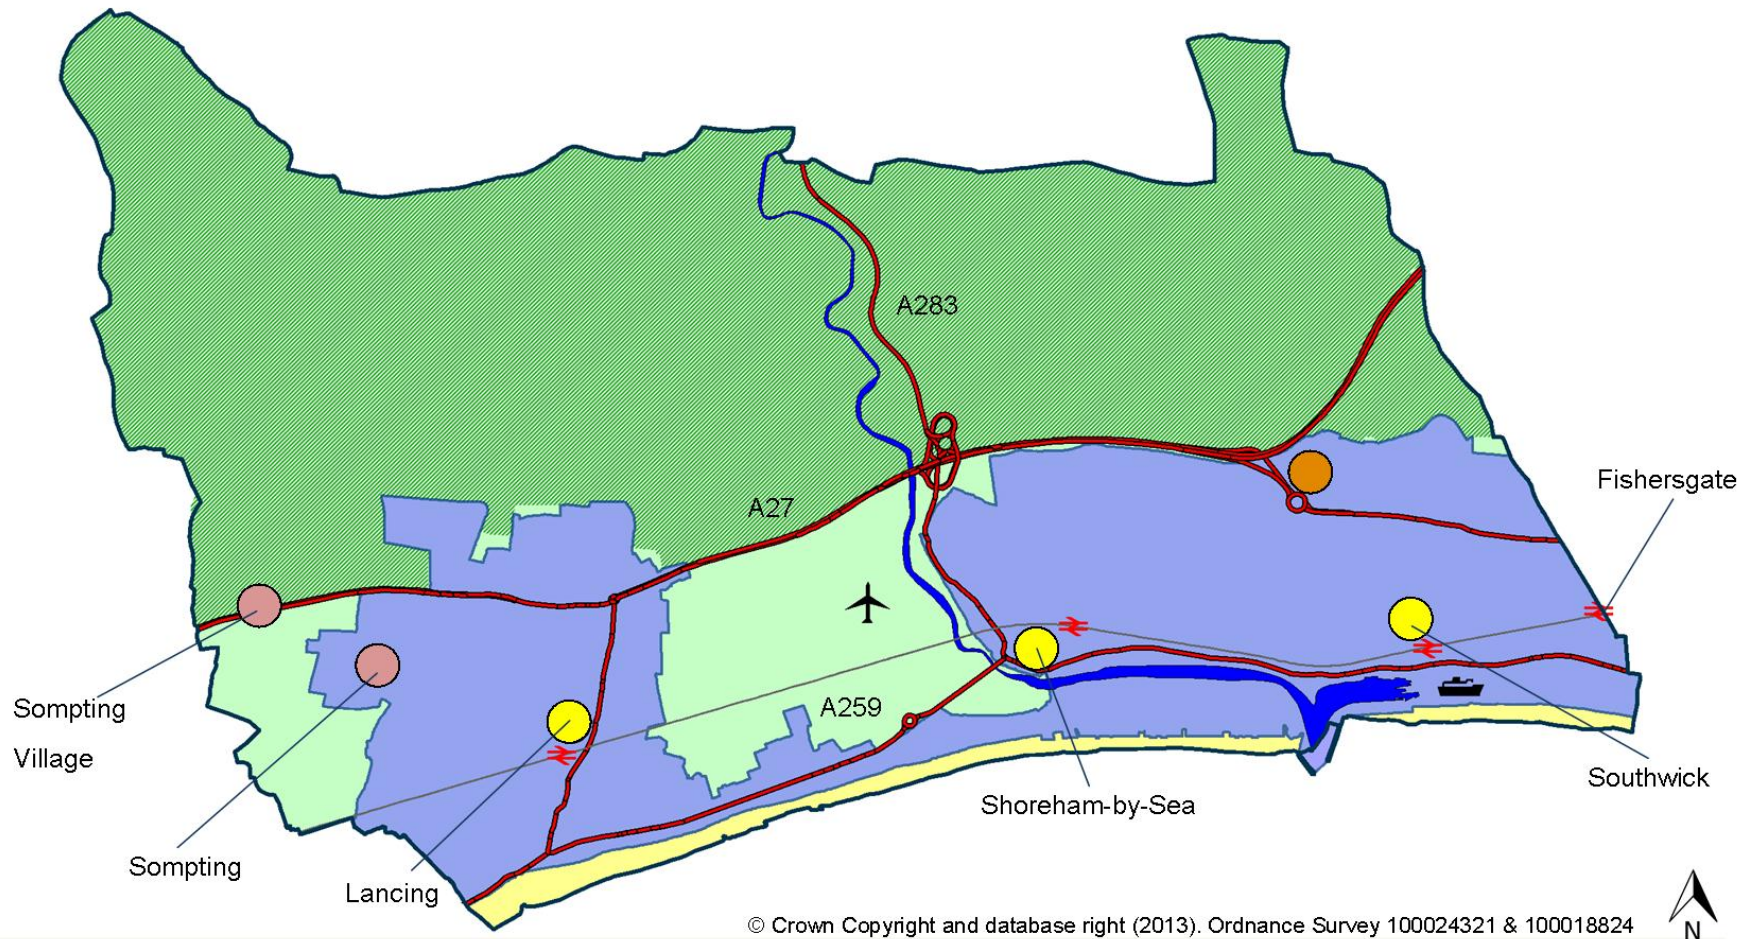 A283
Fishersgate
A27
Sompting
Village
A259
Southwick
Shoreham-by-Sea
Sompting
Lancing
© Crown Copyright and database right (2013). Ordnance Survey 100024321 & 100018824
N